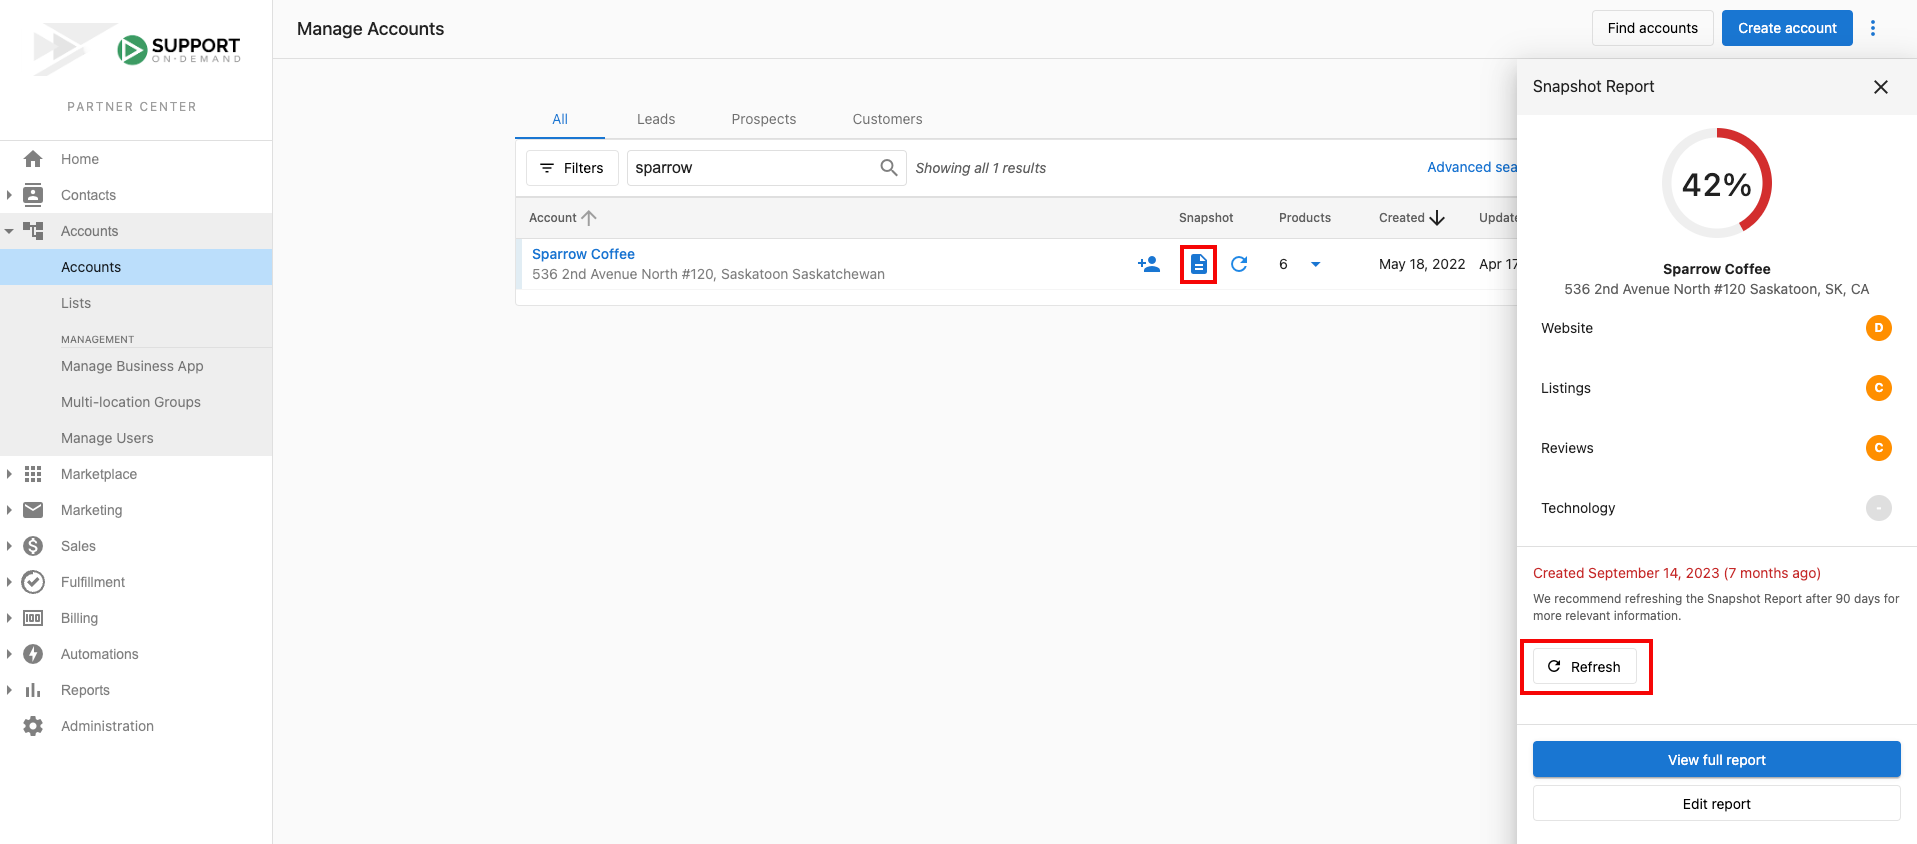 SUPPORT
ON-DEMAND
PARTNER CENTER
Home
Contacts
Accounts
Accounts
Lists
MANAGEMENT
Manage Business App
Multi-location Groups
Manage Users
Marketplace
Marketing
Sales
Fulfillment
Billing
Automations
Reports
Administration
Manage Accounts
Find accounts
Create account
All Leads Prospects Customers
Filters
sparrow
Showing all 1 results
Advanced sea
Account Snapshot Products Created Update
Sparrow Coffee
536 2nd Avenue North #120, Saskatoon Saskatchewan
6 May 18, 2022 Apr 17
Snapshot Report
42%
Sparrow Coffee
536 2nd Avenue North #120 Saskatoon, SK, CA
Website D
Listings C
Reviews C
Technology -
Created September 14, 2023 (7 months ago)
We recommend refreshing the Snapshot Report after 90 days for
more relevant information.
Refresh
View full report
Edit report